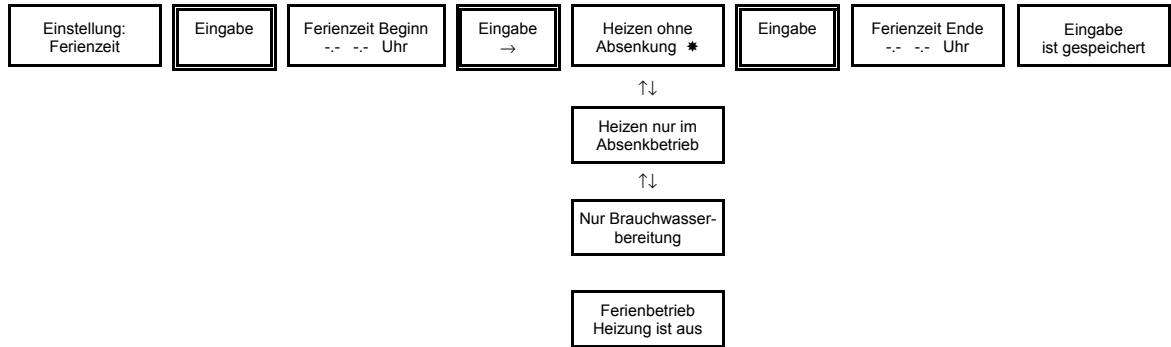 Einstellung:
Ferienzeit
Eingabe
Ferienzeit Beginn
-.- -.- Uhr
Eingabe
→
Heizen ohne
Absenkung ✸
Eingabe
Ferienzeit Ende
-.- -.- Uhr
Eingabe
ist gespeichert
↑↓
Heizen nur im
Absenkbetrieb
↑↓
Nur Brauchwasser-
bereitung
Ferienbetrieb
Heizung ist aus